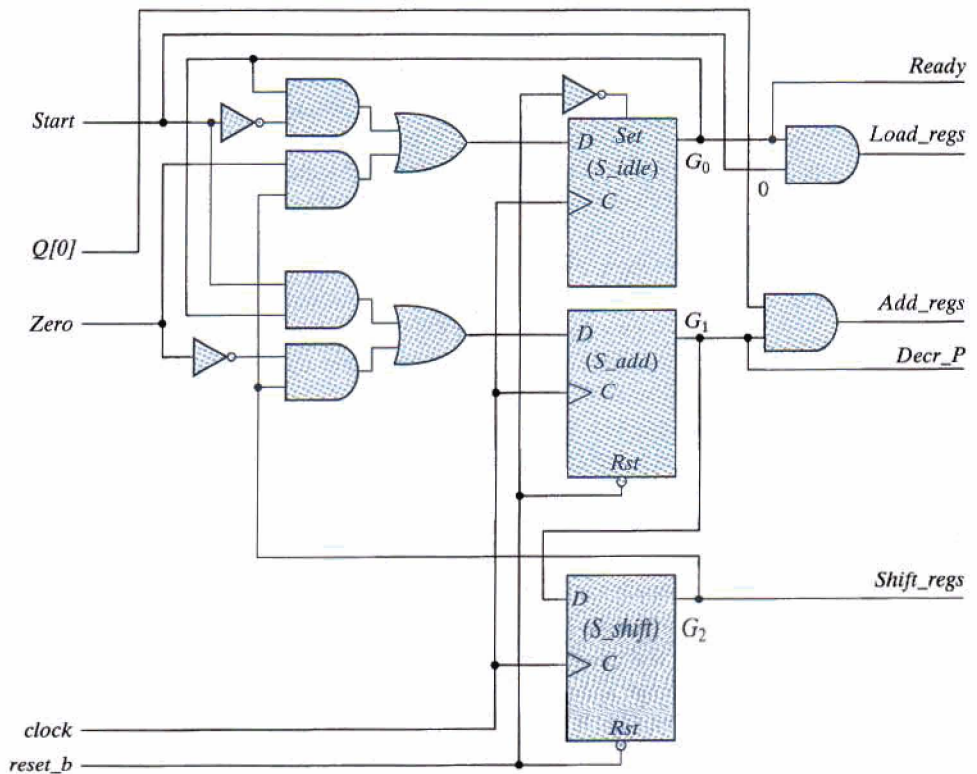 Ready
Start
Set
Load_regs
D
(S_idle)
G0
0
C
Q[0]
Add_regs
G1
Zero
D
Decr_P
(S_add)
C
Rst
Shift_regs
D
(S_shift)
G2
C
clock
Rst
reset_b